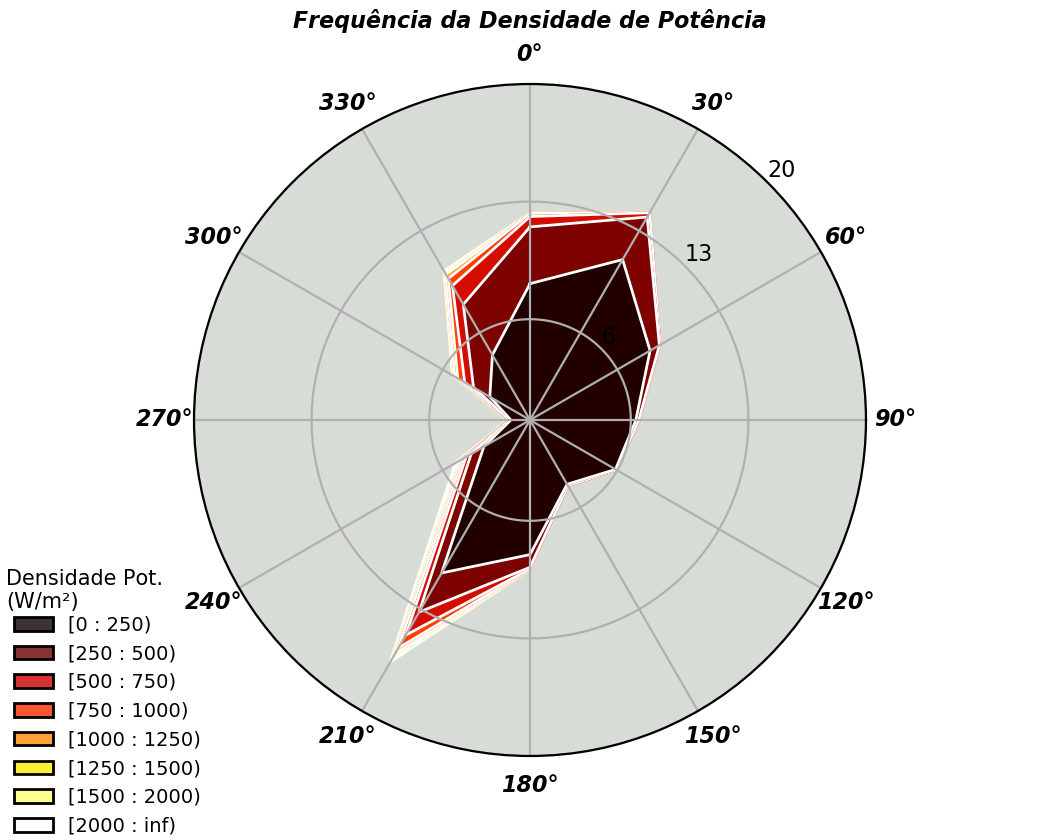 Frequência da Densidade de Potência
0°
330°
30°
20
300°
60°
13
6
270°
90°
Densidade Pot.
(W/m²)
240°
120°
[0 : 250)
[250 : 500)
[500 : 750)
[750 : 1000)
[1000 : 1250)
[1250 : 1500)
[1500 : 2000)
[2000 : inf)
210°
150°
180°